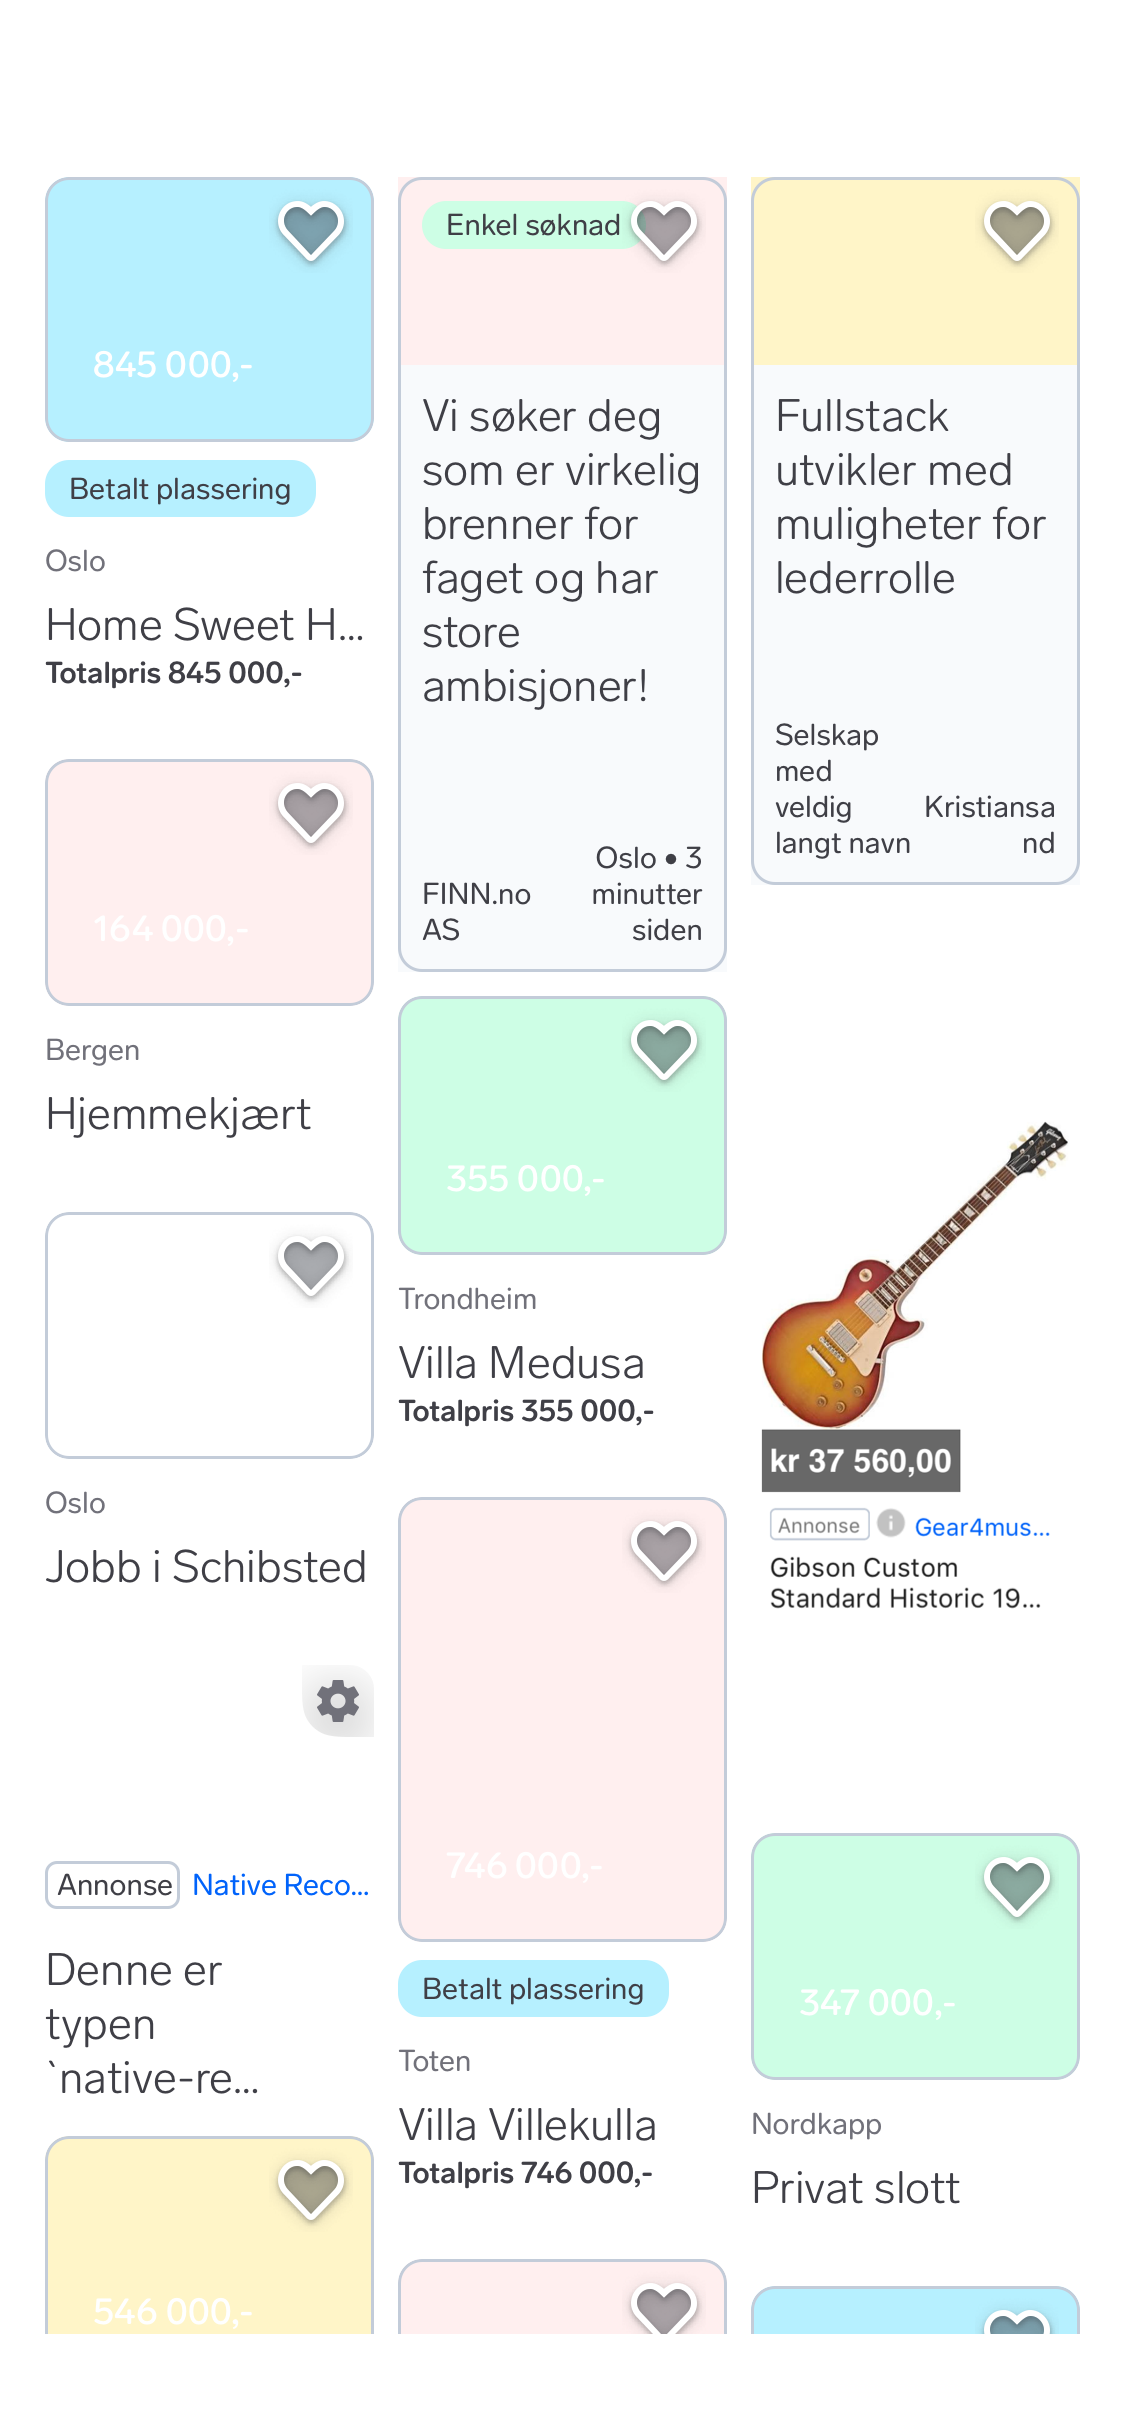 845 000,-
Betalt plassering
Oslo
Home Sweet H...
Totalpris 845 000,-
164 000,-
Bergen
Hjemmekjært
Oslo
Jobb i Schibsted
Annonse Native Reco...
Denne er
typen
`native-re...
546 000,-
Enkel søknad
Vi søker deg
som er virkelig
brenner for
faget og har
store
ambisjoner!
FINN.no
AS
Oslo • 3
minutter
siden
355 000,-
Trondheim
Villa Medusa
Totalpris 355 000,-
746 000,-
Betalt plassering
Toten
Villa Villekulla
Totalpris 746 000,-
Fullstack
utvikler med
muligheter for
lederrolle
Selskap
med
veldig
langt navn
Kristiansa
nd
kr 37 560,00
Annonse Gear4mus...
Gibson Custom
Standard Historic 19...
347 000,-
Nordkapp
Privat slott